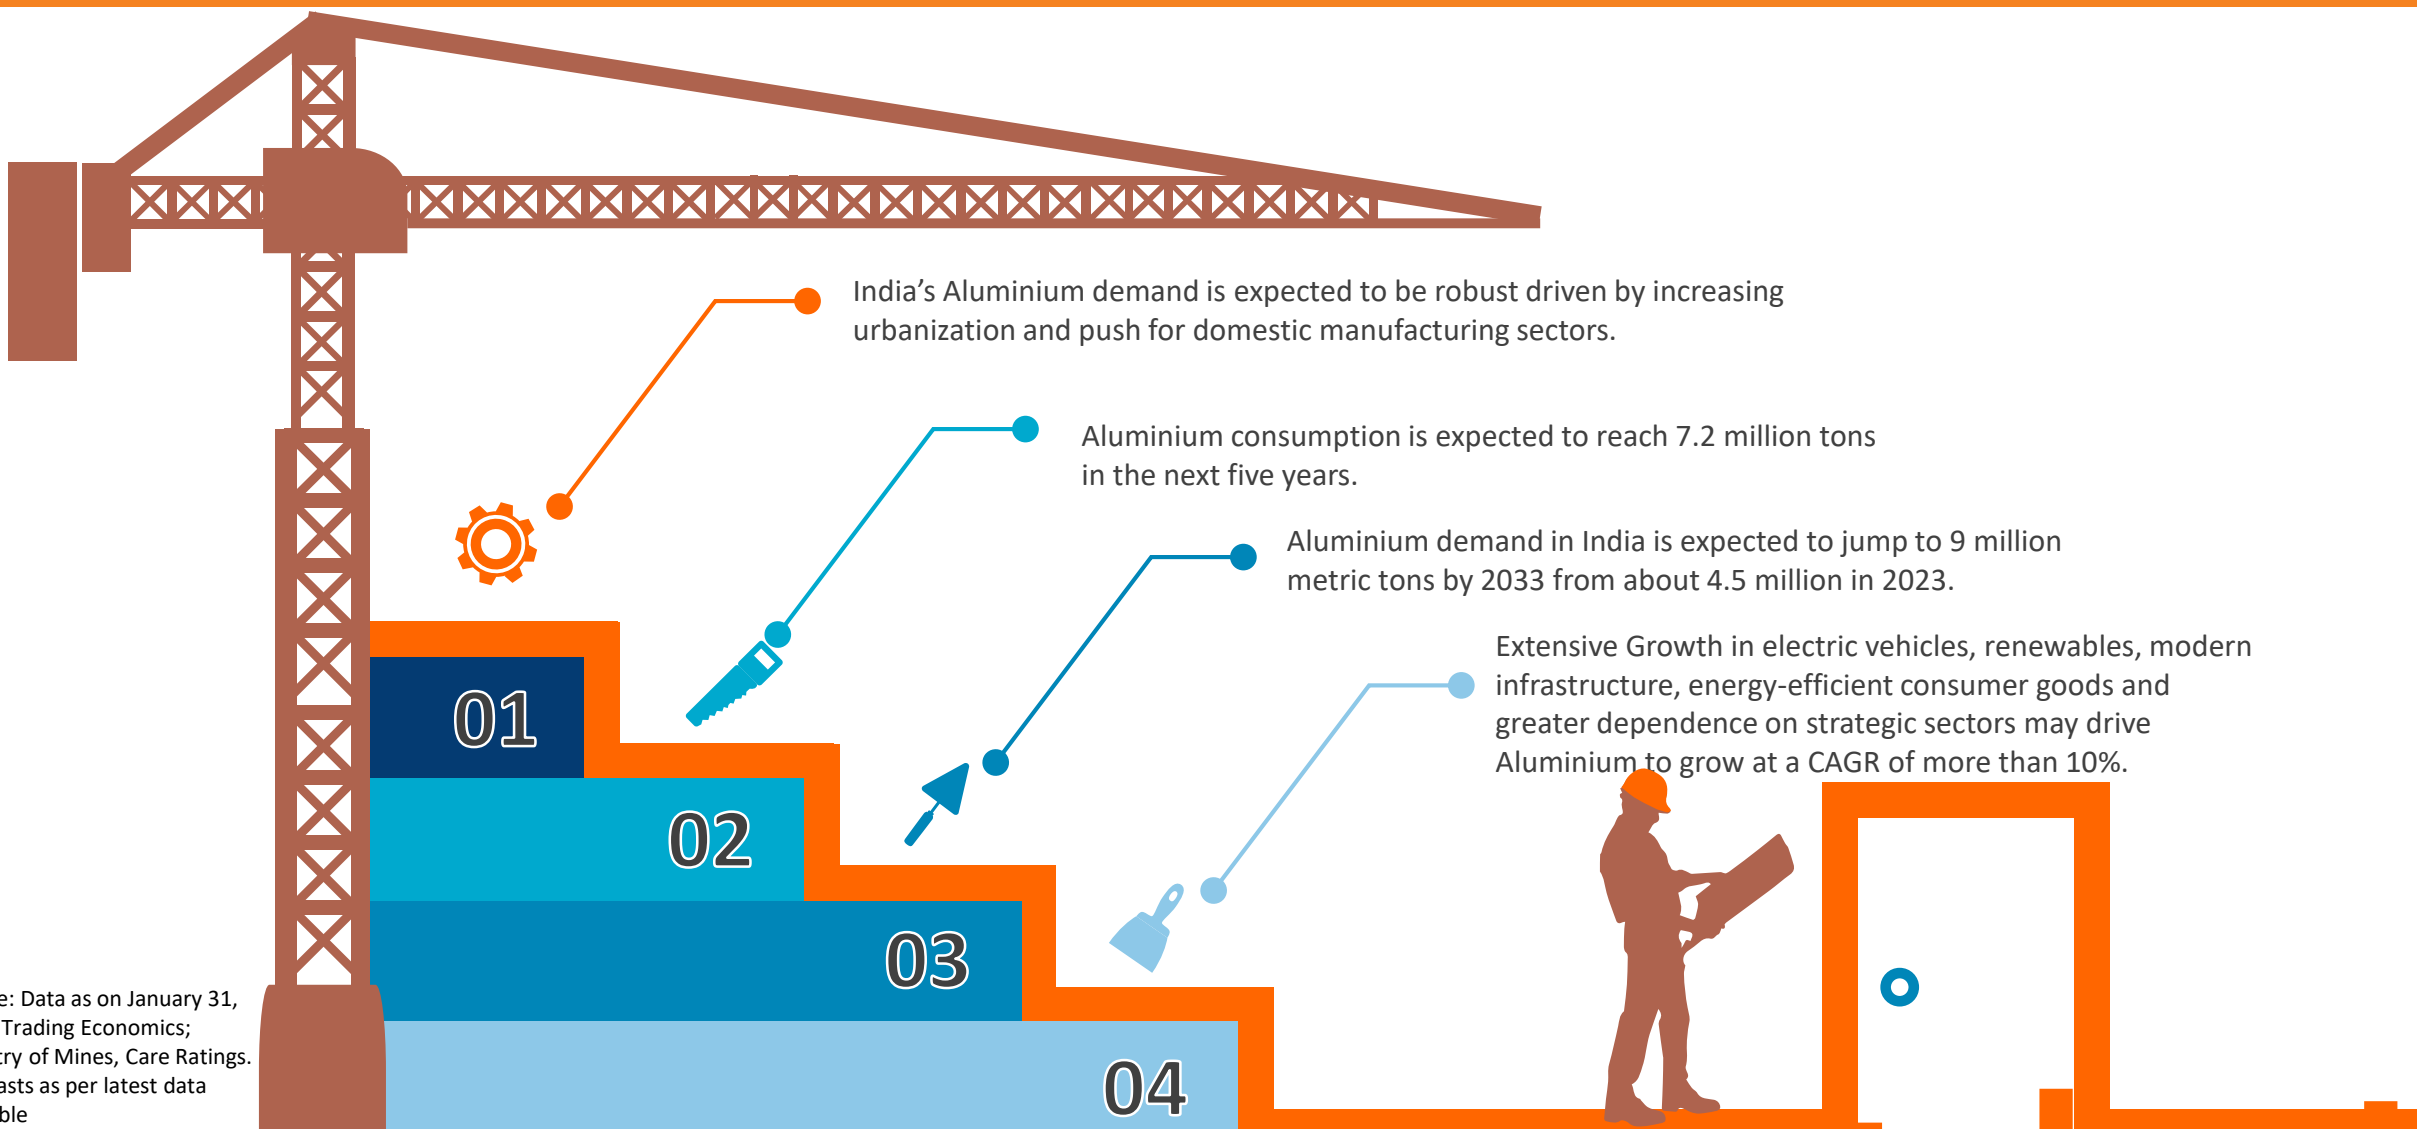 India’s Aluminium demand is expected to be robust driven by increasing
urbanization and push for domestic manufacturing sectors.
Aluminium consumption is expected to reach 7.2 million tons
in the next five years.
Aluminium demand in India is expected to jump to 9 million
metric tons by 2033 from about 4.5 million in 2023.
Extensive Growth in electric vehicles, renewables, modern
infrastructure, energy-efficient consumer goods and
greater dependence on strategic sectors may drive
Aluminium to grow at a CAGR of more than 10%.
01
02
03
04
e: Data as on January 31,
Trading Economics;
try of Mines, Care Ratings.
asts as per latest data
ble